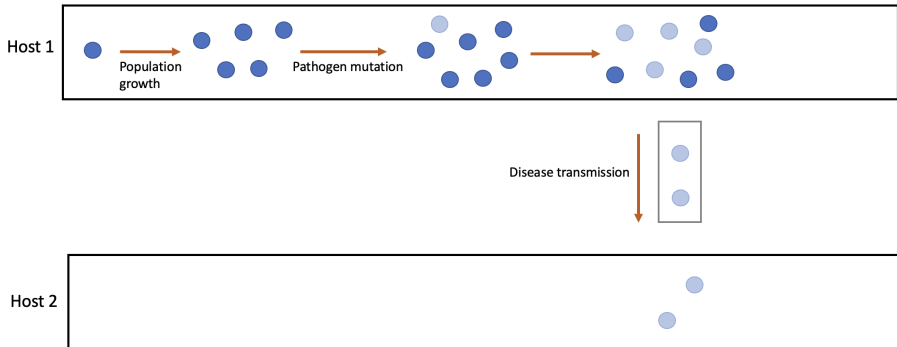 Host 1
Population
growth
Pathogen mutation
Disease transmission
Host 2